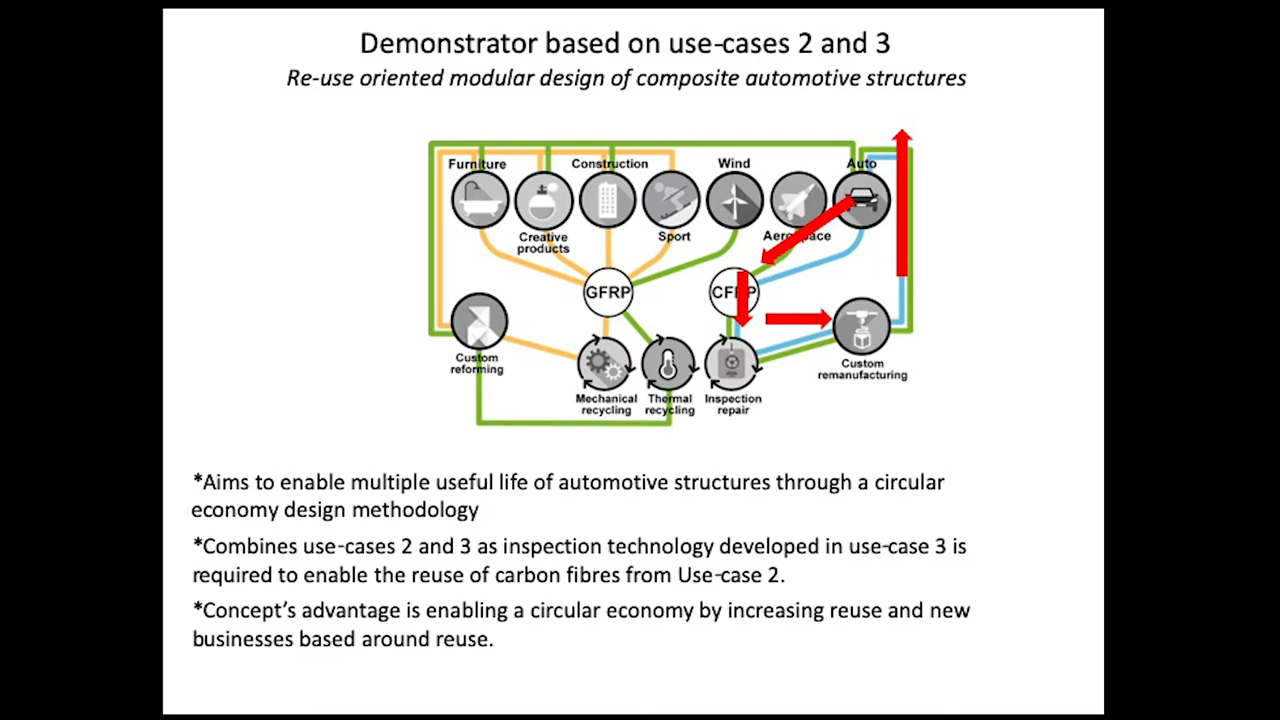 Demonstrator based on use-cases 2 and 3
Re-use oriented modular design of composite automotive structures
Furniture
Construction
Wind
Auto
Creative
products
Sport
Aerospace
GFRP
CFRP
Custom
reforming
Mechanical
recycling
Thermal
recycling
Inspection
repair
Custom
remanufacturing
*Aims to enable multiple useful life of automotive structures through a circular
economy design methodology
*Combines use-cases 2 and 3 as inspection technology developed in use-case 3 is
required to enable the reuse of carbon fibres from Use-case 2.
*Concept’s advantage is enabling a circular economy by increasing reuse and new
businesses based around reuse.